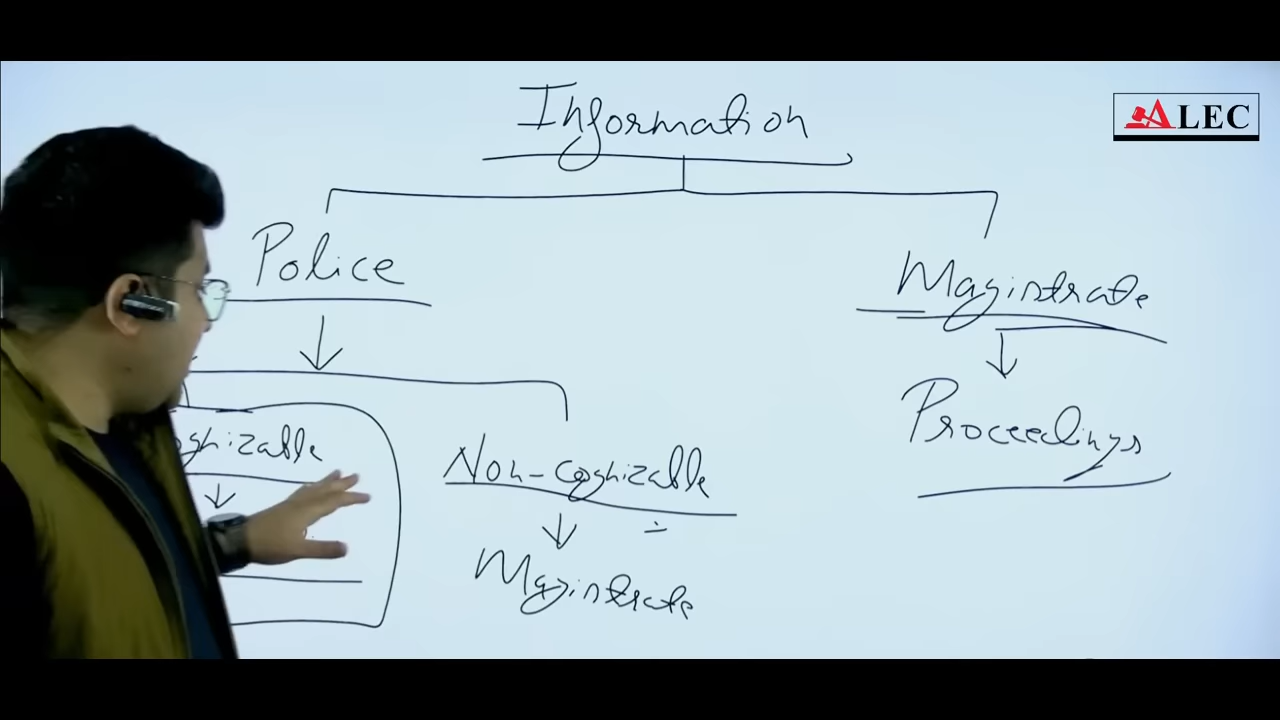 Information
ALEC
Police
Magistrate
Proceedings
Non-cognizable
Magistrate